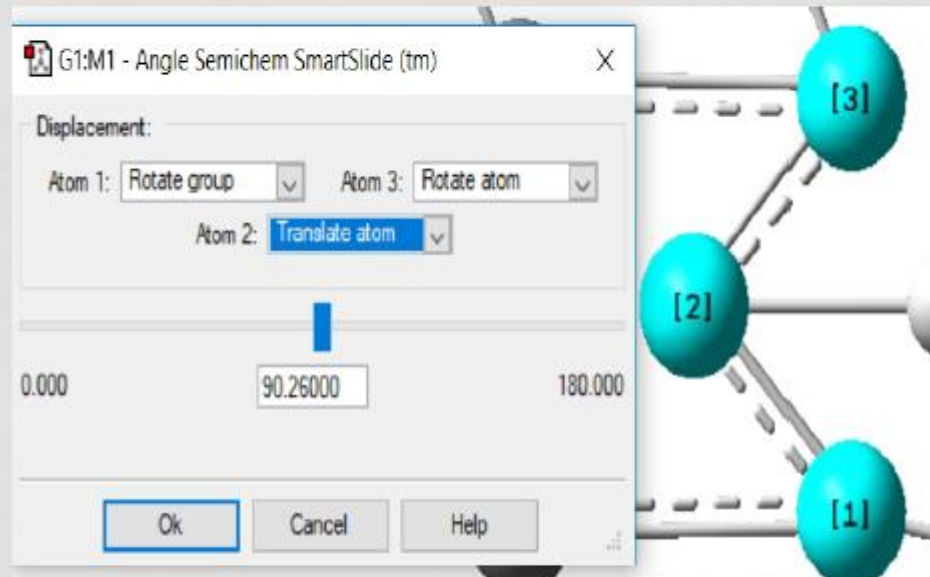 G1:M1 - Angle Semichem SmartSlide (tm)
Displacement:
Atom 1: Rotate group Atom 3: Rotate atom
Atom 2: Translate atom
0.000 90.26000 180.000
Ok Cancel Help
[3]
[2]
[1]